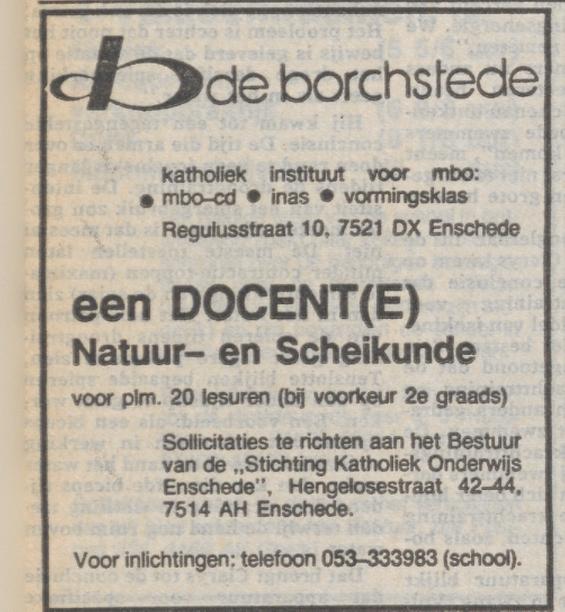 de borchstede
katholiek instituut voor mbo:
● mbo–cd ● inas ● vormingsklas
Regulusstraat 10, 7521 DX Enschede
een DOCENT(E)
Natuur– en Scheikunde
voor plm. 20 lesuren (bij voorkeur 2e graads)
Sollicitaties te richten aan het Bestuur
van de „Stichting Katholiek Onderwijs
Enschede”, Hengelosestraat 42–44,
7514 AH Enschede.
Voor inlichtingen: telefoon 053–333983 (school).